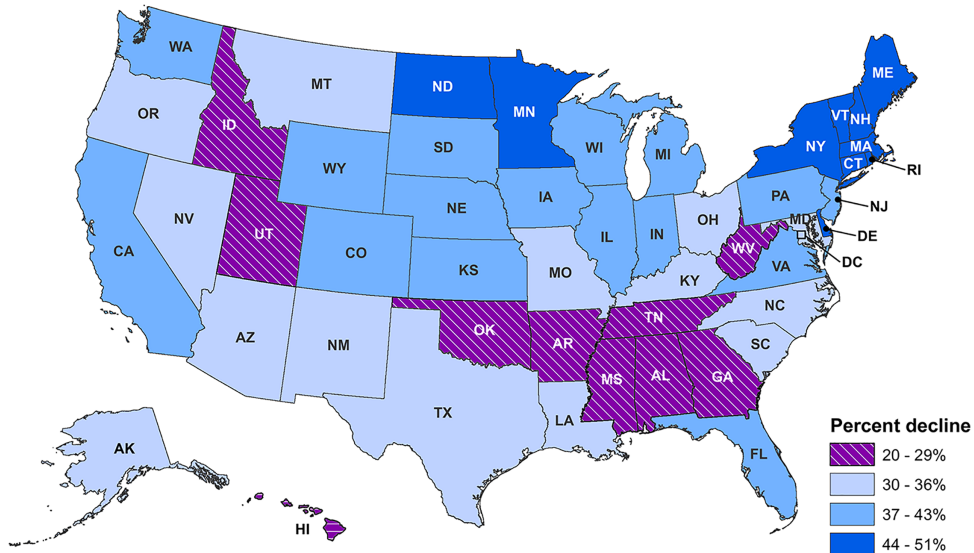 WA
MT
ND
MN
ME
OR
ID
WY
SD
WI
MI
NY
VT
NH
MA
CT
RI
NV
UT
CO
NE
IA
IL
IN
OH
PA
NJ
CA
KS
MO
KY
WV
MD
DE
DC
VA
AZ
NM
OK
AR
TN
NC
SC
TX
LA
MS
AL
GA
FL
AK
HI
Percent decline
20 - 29%
30 - 36%
37 - 43%
44 - 51%